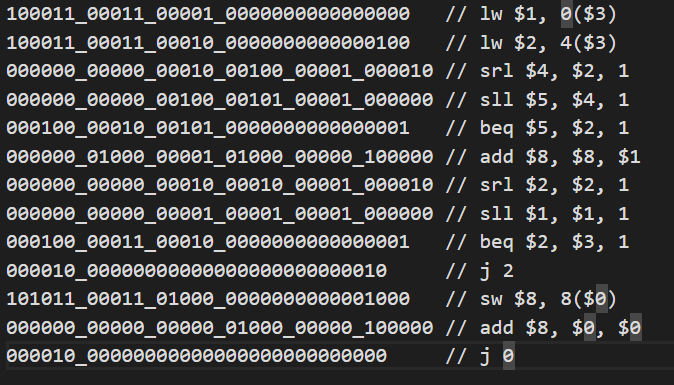 100011_00011_00001_0000000000000000 // lw $1, 0($3)
100011_00011_00010_0000000000000100 // lw $2, 4($3)
000000_00000_00010_00100_00001_000010 // srl $4, $2, 1
000000_00000_00100_00101_00001_000000 // sll $5, $4, 1
000100_00010_00101_0000000000000001 // beq $5, $2, 1
000000_01000_00001_01000_00000_100000 // add $8, $8, $1
000000_00000_00010_00010_00001_000010 // srl $2, $2, 1
000000_00000_00001_00001_00001_000000 // sll $1, $1, 1
000100_00011_00010_0000000000000001 // beq $2, $3, 1
000010_00000000000000000000000010 // j 2
101011_00011_01000_0000000000001000 // sw $8, 8($0)
000000_00000_00000_01000_00000_100000 // add $8, $0, $0
000010_00000000000000000000000000 // j 0